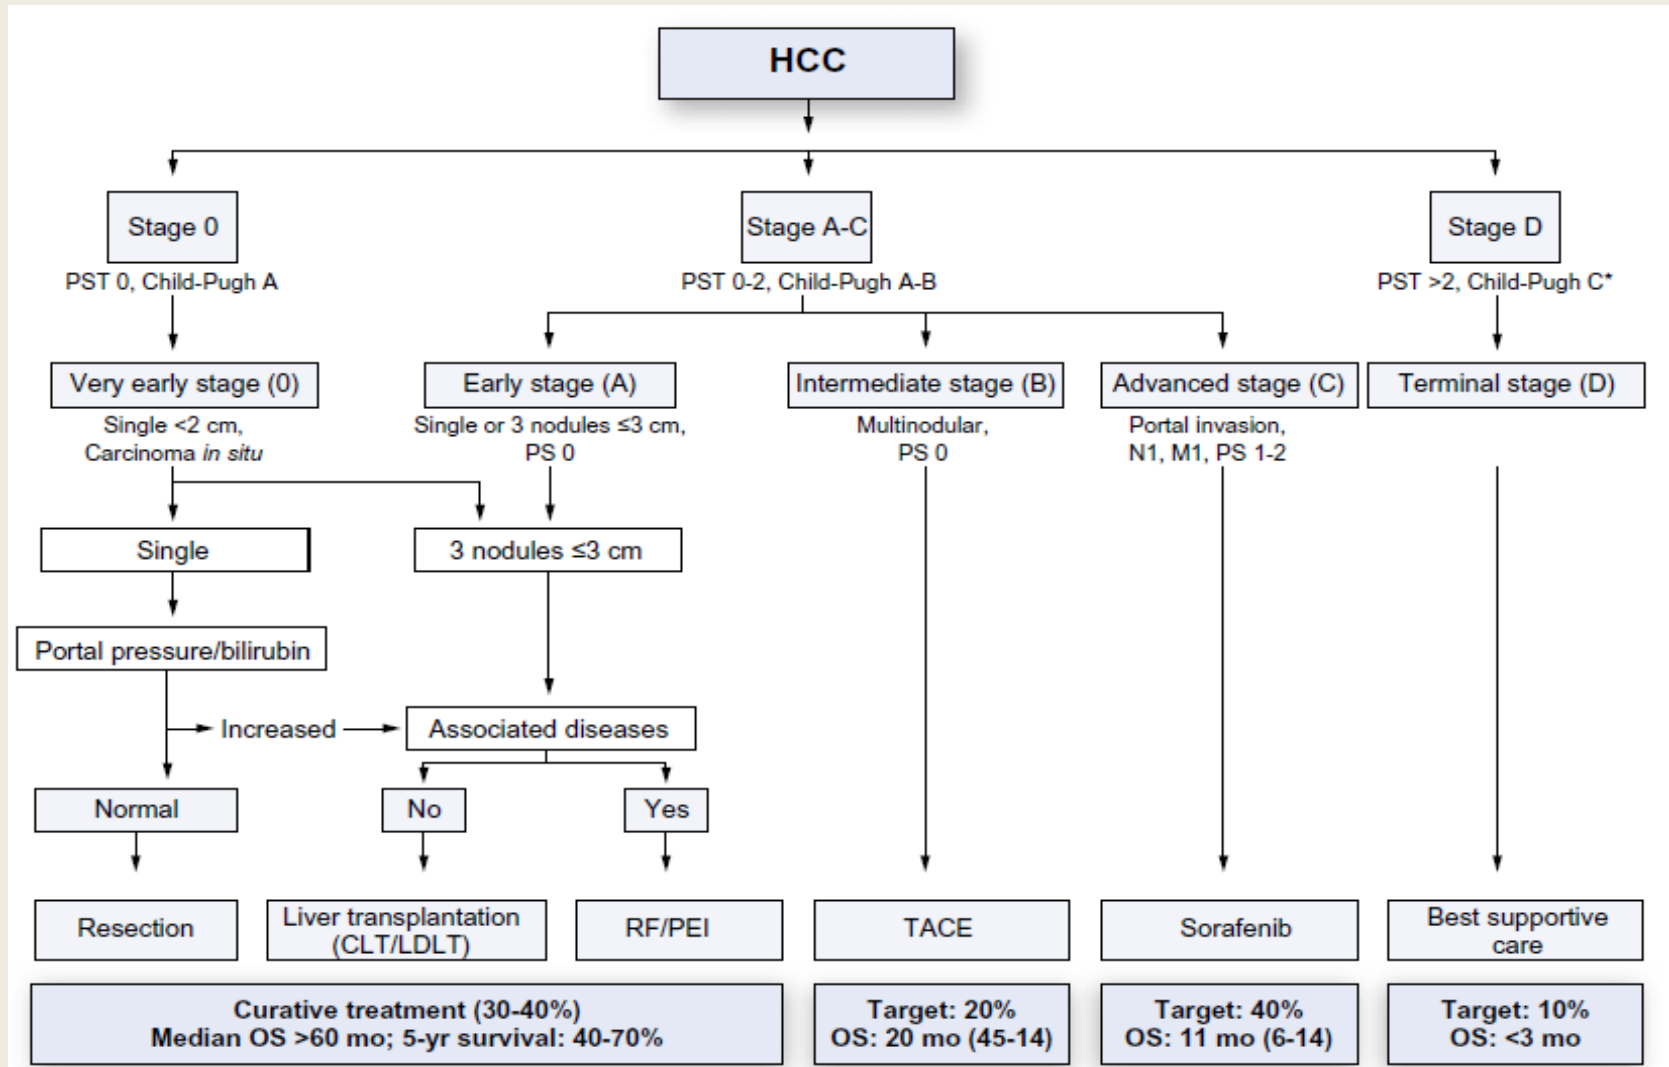 HCC
Stage 0
Stage A-C
Stage D
PST 0, Child-Pugh A
PST 0-2, Child-Pugh A-B
PST >2, Child-Pugh C*
Very early stage (0)
Early stage (A)
Intermediate stage (B)
Advanced stage (C)
Terminal stage (D)
Single <2 cm,
Carcinoma in situ
Single or 3 nodules ≤3 cm,
PS 0
Multinodular,
PS 0
Portal invasion,
N1, M1, PS 1-2
Single
3 nodules ≤3 cm
Portal pressure/bilirubin
Increased
Associated diseases
Normal
No
Yes
Resection
Liver transplantation
(CLT/LDLT)
RF/PEI
TACE
Sorafenib
Best supportive
care
Curative treatment (30-40%)
Median OS >60 mo; 5-yr survival: 40-70%
Target: 20%
OS: 20 mo (45-14)
Target: 40%
OS: 11 mo (6-14)
Target: 10%
OS: <3 mo